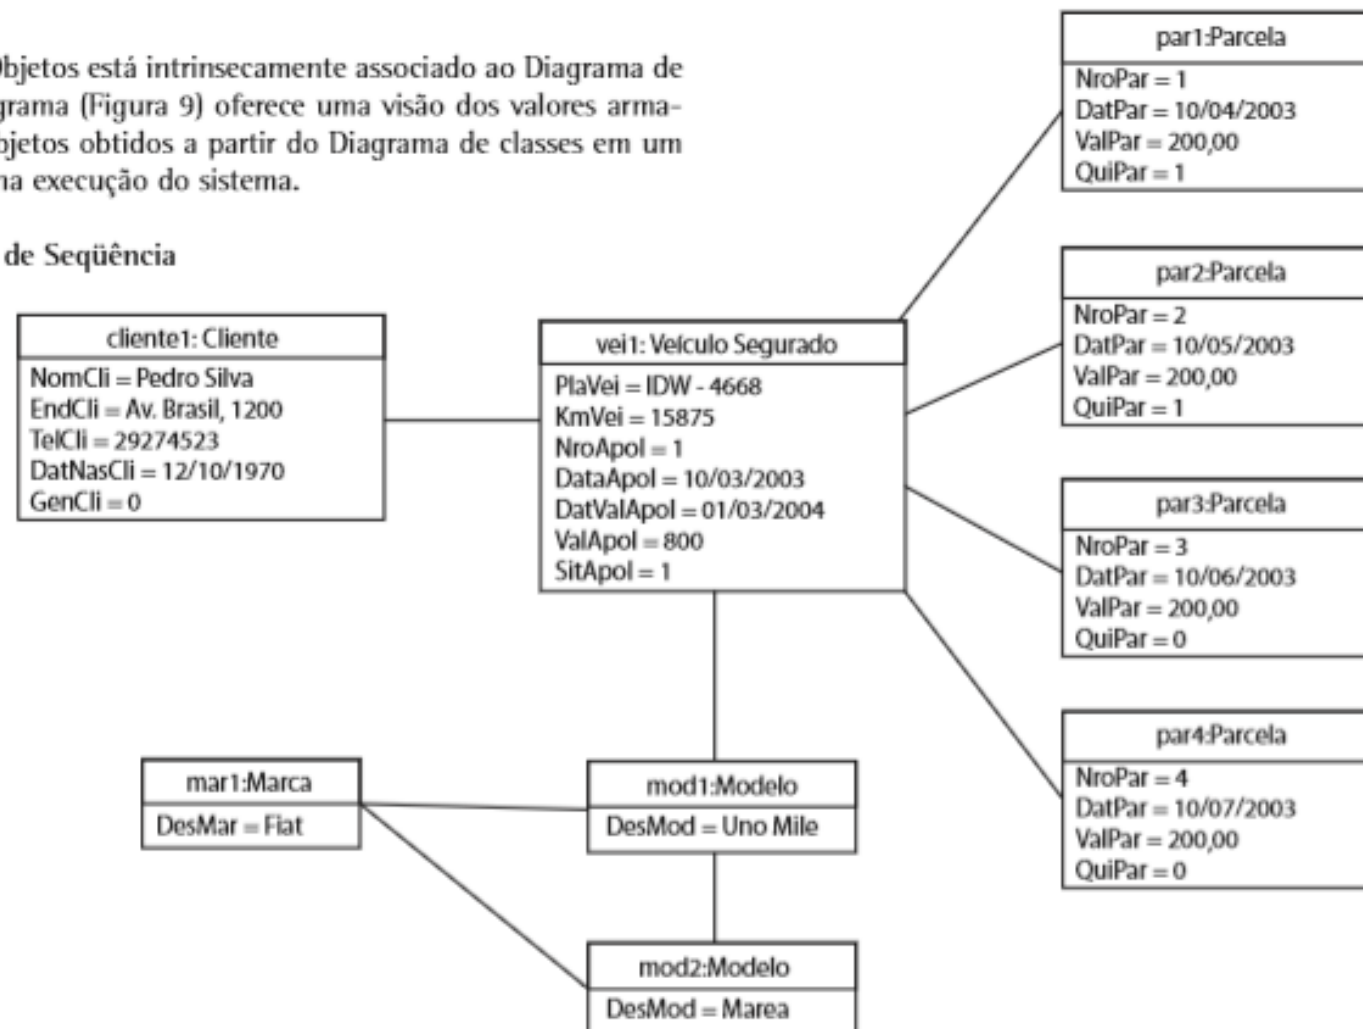 Objetos está intrinsecamente associado ao Diagrama de
grama (Figura 9) oferece uma visão dos valores arma-
bjetos obtidos a partir do Diagrama de classes em um
na execução do sistema.
de Seqüência
cliente1: Cliente
NomCli = Pedro Silva
EndCli = Av. Brasil, 1200
TelCli = 29274523
DatNasCli = 12/10/1970
GenCli = 0
vei1: Veículo Segurado
PlaVei = IDW - 4668
KmVei = 15875
NroApol = 1
DataApol = 10/03/2003
DatValApol = 01/03/2004
ValApol = 800
SitApol = 1
par1:Parcela
NroPar = 1
DatPar = 10/04/2003
ValPar = 200,00
QuiPar = 1
par2:Parcela
NroPar = 2
DatPar = 10/05/2003
ValPar = 200,00
QuiPar = 1
par3:Parcela
NroPar = 3
DatPar = 10/06/2003
ValPar = 200,00
QuiPar = 0
par4:Parcela
NroPar = 4
DatPar = 10/07/2003
ValPar = 200,00
QuiPar = 0
mar1:Marca
DesMar = Fiat
mod1:Modelo
DesMod = Uno Mile
mod2:Modelo
DesMod = Marea